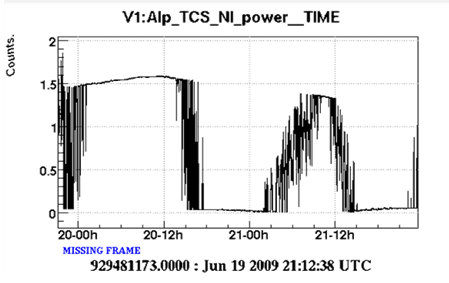 V1:Alp_TCS_NI_power__TIME
Counts.
2
1.5
1
0.5
0
20-00h 20-12h 21-00h 21-12h
MISSING FRAME
929481173.0000 : Jun 19 2009 21:12:38 UTC